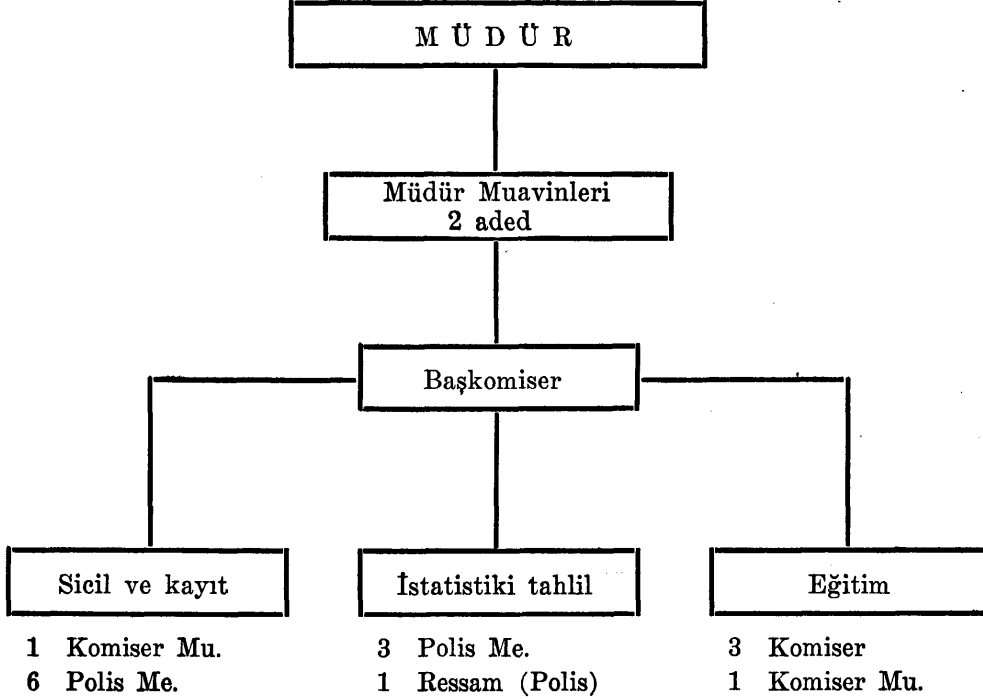 M Ü D Ü R
Müdür Muavinleri
2 aded
Başkomiser
Sicil ve kayıt
1 Komiser Mu.
6 Polis Me.
İstatistiki tahlil
3 Polis Me.
1 Ressam (Polis)
Eğitim
3 Komiser
1 Komiser Mu.